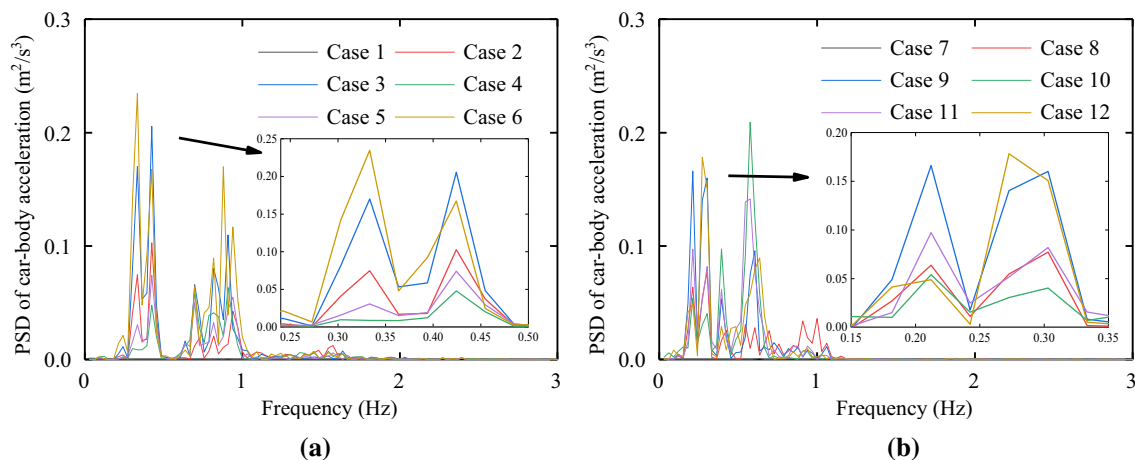 PSD of car-body acceleration (m²/s³)
0.3
0.2
0.1
0.0
0
1
2
3
Frequency (Hz)
Case 1
Case 2
Case 3
Case 4
Case 5
Case 6
0.25
0.20
0.15
0.10
0.05
0.00
0.25
0.30
0.35
0.40
0.45
0.50
(a)
PSD of car-body acceleration (m²/s³)
0.3
0.2
0.1
0.0
0
1
2
3
Frequency (Hz)
Case 7
Case 8
Case 9
Case 10
Case 11
Case 12
0.20
0.15
0.10
0.05
0.00
0.15
0.20
0.25
0.30
0.35
(b)